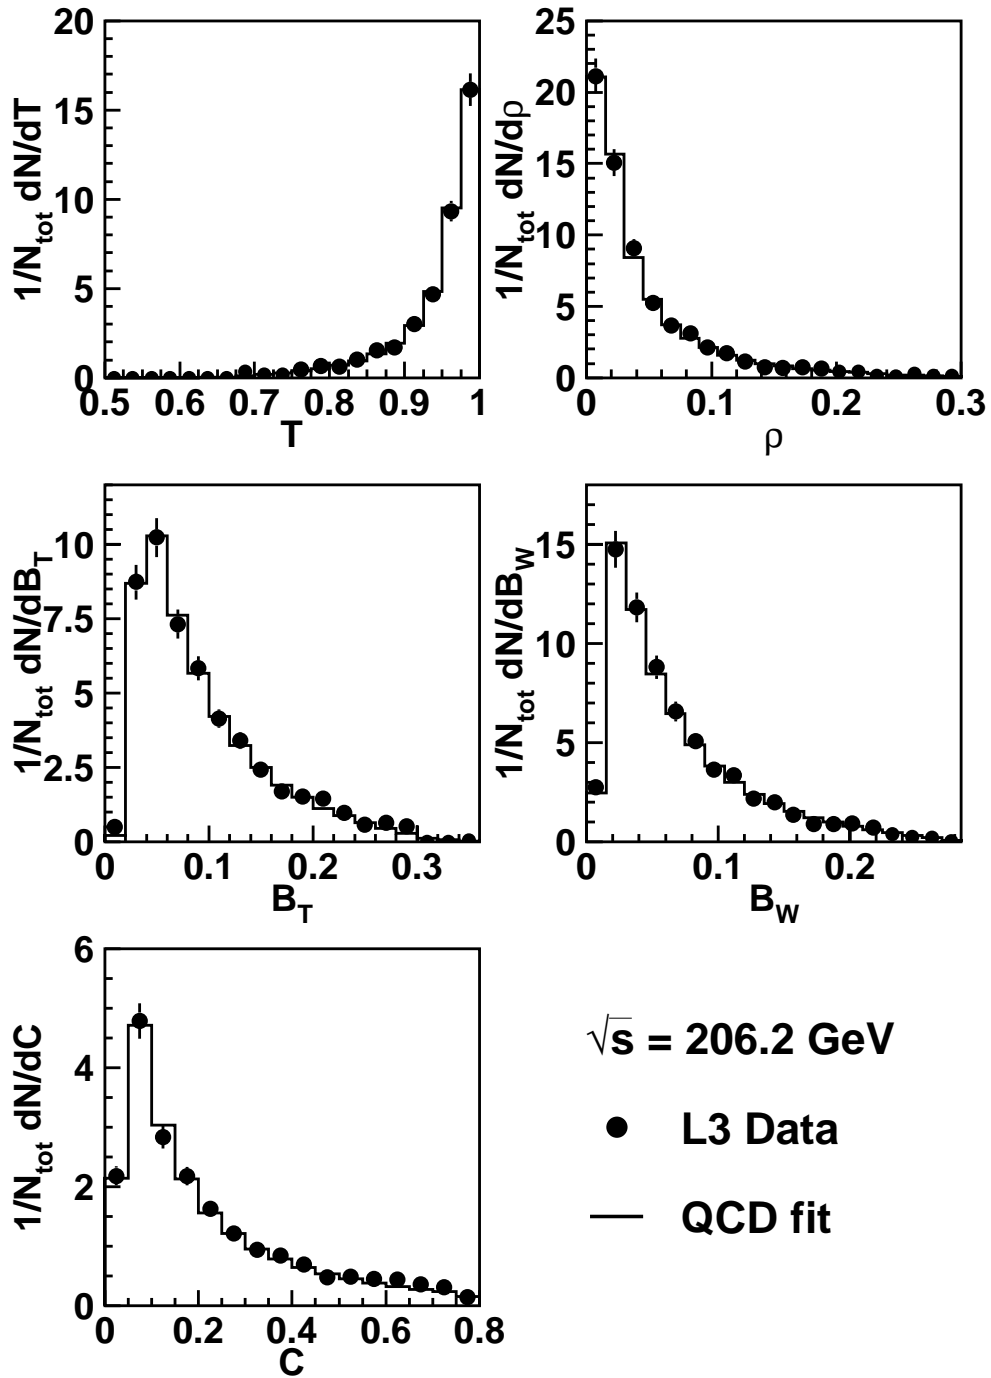 20
15
10
5
0
0.5 0.6 0.7 0.8 0.9 1
T
1/N_tot dN/dT
25
20
15
10
5
0
0 0.1 0.2 0.3
ρ
1/N_tot dN/dρ
10
7.5
5
2.5
0
0 0.1 0.2 0.3
B_T
1/N_tot dN/dB_T
15
10
5
0
0 0.1 0.2
B_W
1/N_tot dN/dB_W
6
4
2
0
0 0.2 0.4 0.6 0.8
C
1/N_tot dN/dC
√s = 206.2 GeV
L3 Data
QCD fit